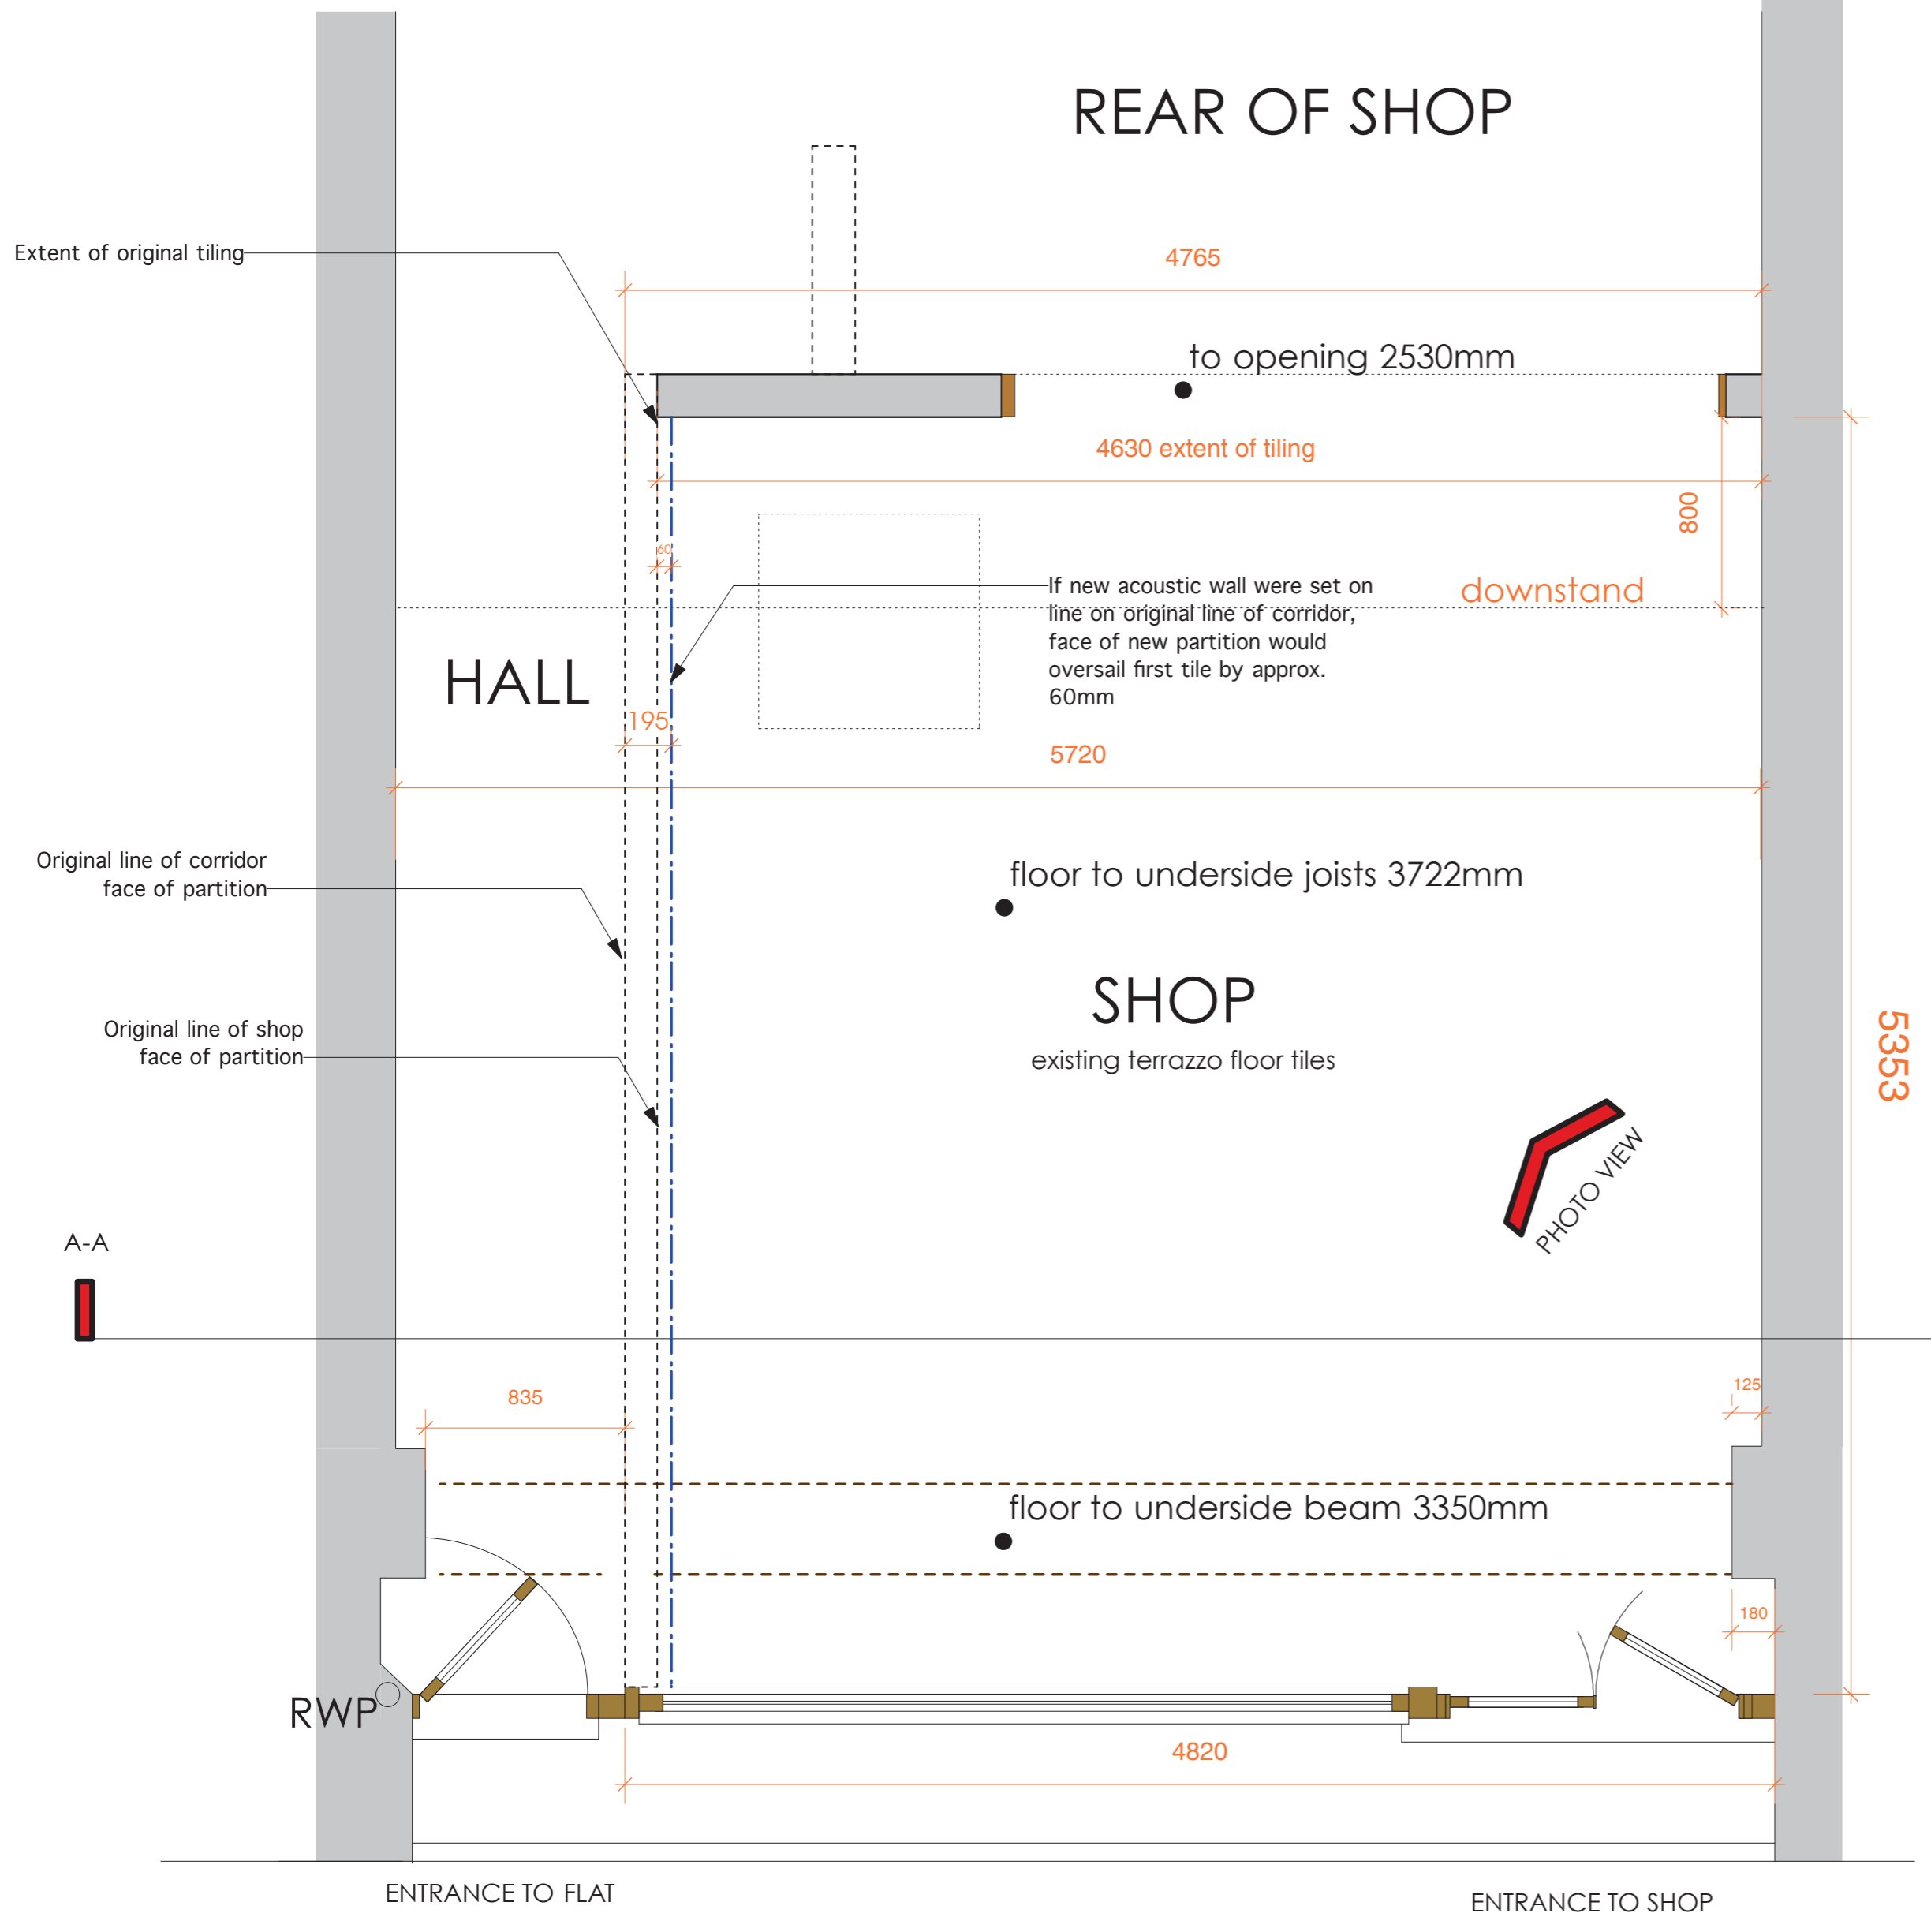 REAR OF SHOP
Extent of original tiling
4765
to opening 2530mm
4630 extent of tiling
800
60
If new acoustic wall were set on
line on original line of corridor,
face of new partition would
oversail first tile by approx.
60mm
downstand
HALL
195
5720
Original line of corridor
face of partition
floor to underside joists 3722mm
SHOP
existing terrazzo floor tiles
Original line of shop
face of partition
5353
PHOTO VIEW
A-A
835
125
floor to underside beam 3350mm
180
RWP
4820
ENTRANCE TO FLAT
ENTRANCE TO SHOP